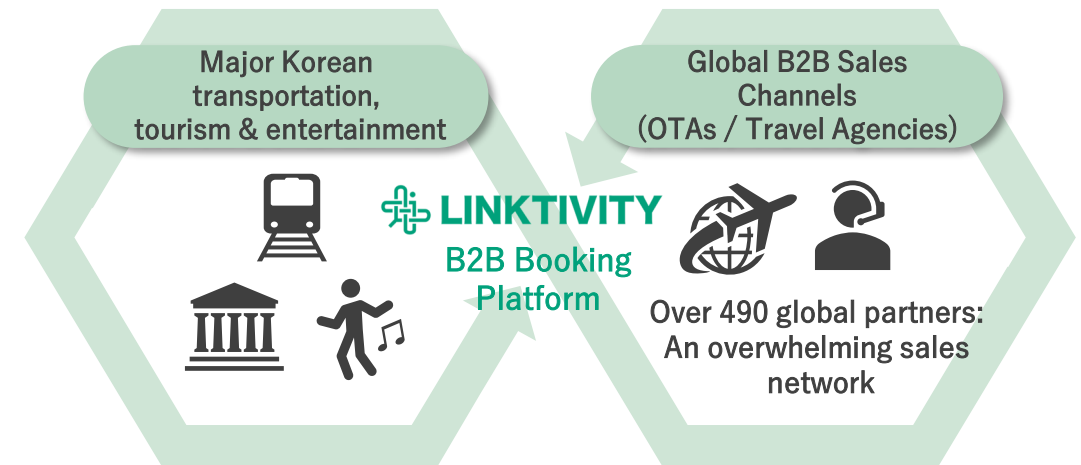 Major Korean
transportation,
tourism & entertainment
Global B2B Sales
Channels
(OTAs / Travel Agencies)
LINKTIVITY
B2B Booking
Platform
Over 490 global partners:
An overwhelming sales
network